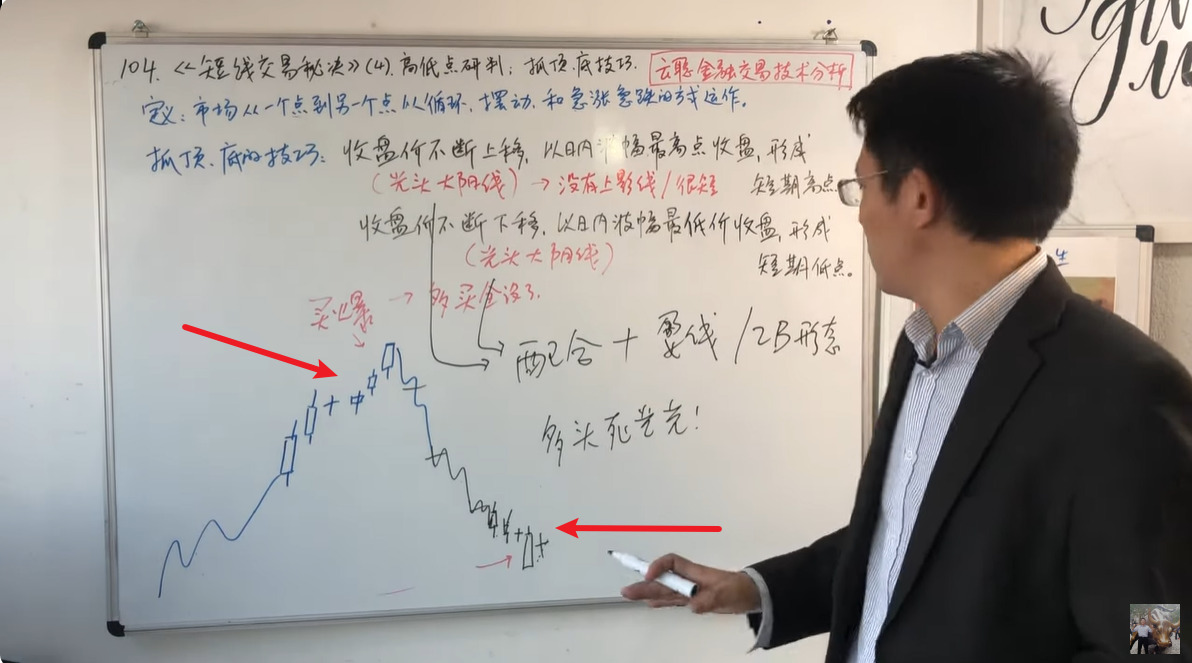 104. 《短线交易秘诀》(4).高低点研判；抓顶.底技巧.
云聪金融交易技术分析
定义：市场从一个点到另一个点以循环.摆动.和急涨急跌的方式运作。
抓顶.底的技巧：收盘价不断上移，以日内波幅最高点收盘，形成
短期高点.
(光头大阳线) → 没有上影线/很短
收盘价不断下移，以日内波幅最低价收盘，形成
短期低点。
(光头大阴线)
买爆 → 多买全没了.
配合 + 要线 / 2B形态
多头死光光！
生